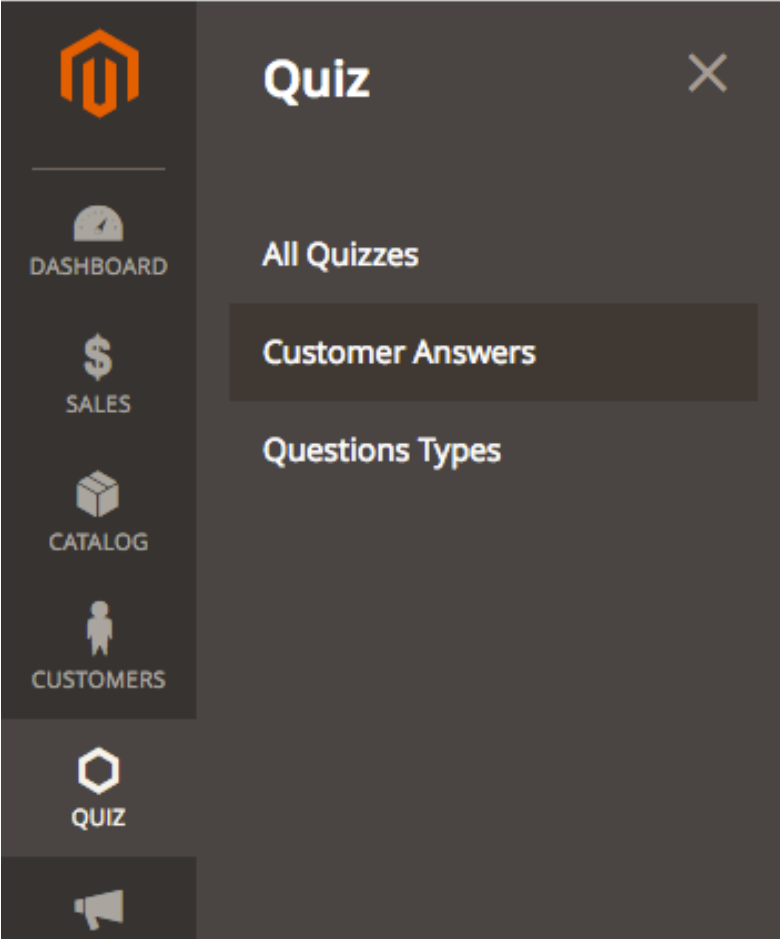 Quiz
All Quizzes
Customer Answers
Questions Types
DASHBOARD
$
SALES
CATALOG
CUSTOMERS
QUIZ